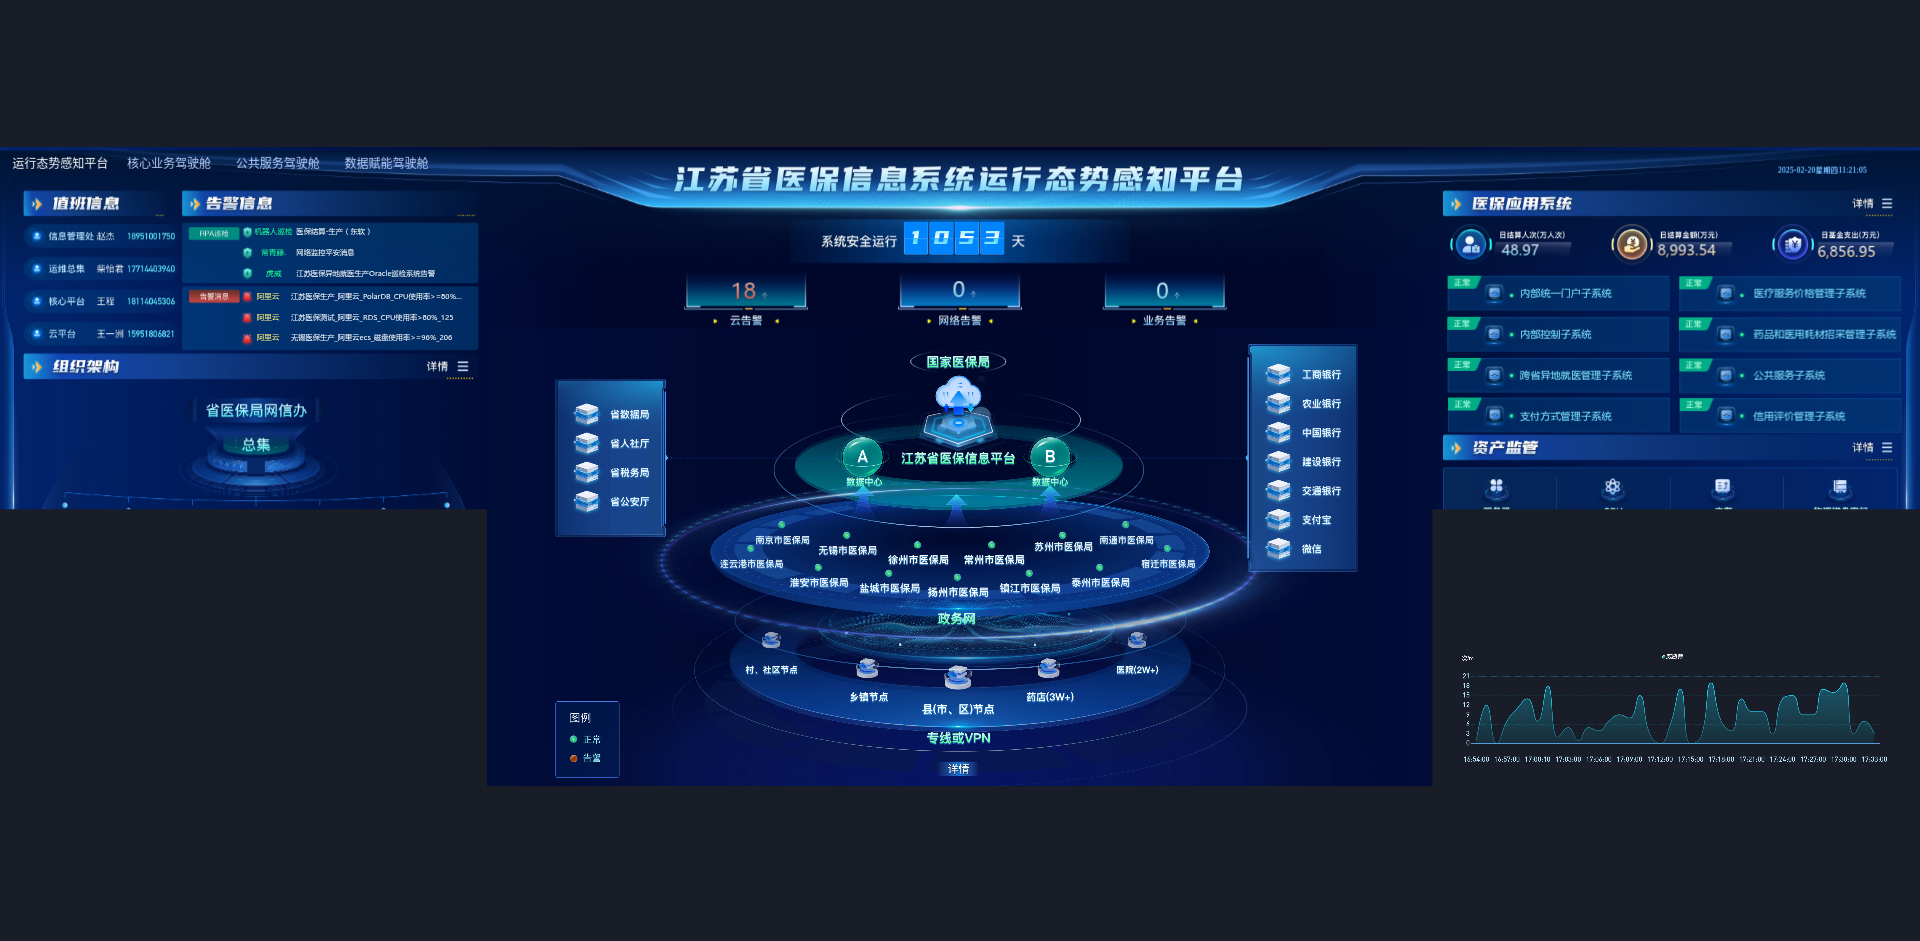 运行态势感知平台 核心业务驾驶舱 公共服务驾驶舱 数据赋能驾驶舱
江苏省医保信息系统运行态势感知平台
2025-02-20星期四11:21:05
值班信息
信息管理处 赵杰 18951001750
运维总集 柴怡君 17714403940
核心平台 王程 18114045306
云平台 王一洲 15951806821
告警信息
RPA巡检 机器人巡检 医保结算-生产（东软）
常青藤. 网络监控平安消息
虎威 江苏医保异地就医生产Oracle巡检系统告警
告警消息 阿里云 江苏医保生产_阿里云_PolarDB_CPU使用率>=80%...
阿里云 江苏医保测试_阿里云_RDS_CPU使用率>80%_125
阿里云 无锡医保生产_阿里云ecs_磁盘使用率>=96%_206
组织架构 详情
省医保局网信办
总集
系统安全运行 1053 天
18 0 0
云告警 网络告警 业务告警
国家医保局
A 江苏省医保信息平台 B
数据中心 数据中心
省数据局
省人社厅
省税务局
省公安厅
工商银行
农业银行
中国银行
建设银行
交通银行
支付宝
微信
南京市医保局 无锡市医保局 徐州市医保局 常州市医保局 苏州市医保局 南通市医保局
连云港市医保局 淮安市医保局 盐城市医保局 扬州市医保局 镇江市医保局 泰州市医保局 宿迁市医保局
政务网
村、社区节点 乡镇节点 县(市、区)节点 药店(3W+) 医院(2W+)
专线或VPN
详情
图例
正常
告警
医保应用系统 详情
日结算人次(万人次) 日结算金额(万元) 日基金支出(万元)
48.97 8,993.54 6,856.95
正常 内部统一门户子系统 正常 医疗服务价格管理子系统
正常 内部控制子系统 正常 药品和医用耗材招采管理子系统
正常 跨省异地就医管理子系统 正常 公共服务子系统
正常 支付方式管理子系统 正常 信用评价管理子系统
资产监管 详情
21
18
15
12
9
6
3
0
16:54:00 16:57:00 17:00:10 17:03:00 17:06:00 17:09:00 17:12:00 17:15:00 17:18:00 17:21:00 17:24:00 17:27:00 17:30:00 17:33:00